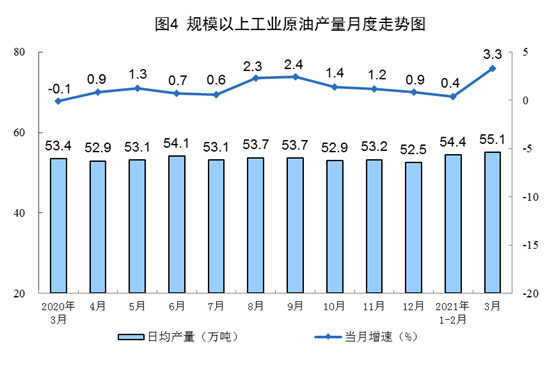 图4 规模以上工业原油产量月度走势图
80
60
40
20
5
0
-5
-10
-15
-20
-0.1
0.9
1.3
0.7
0.6
2.3
2.4
1.4
1.2
0.9
0.4
3.3
53.4
52.9
53.1
54.1
53.1
53.7
53.7
52.9
53.2
52.5
54.4
55.1
2020年
3月
4月
5月
6月
7月
8月
9月
10月
11月
12月
2021年
1-2月
3月
日均产量（万吨）
当月增速（%）